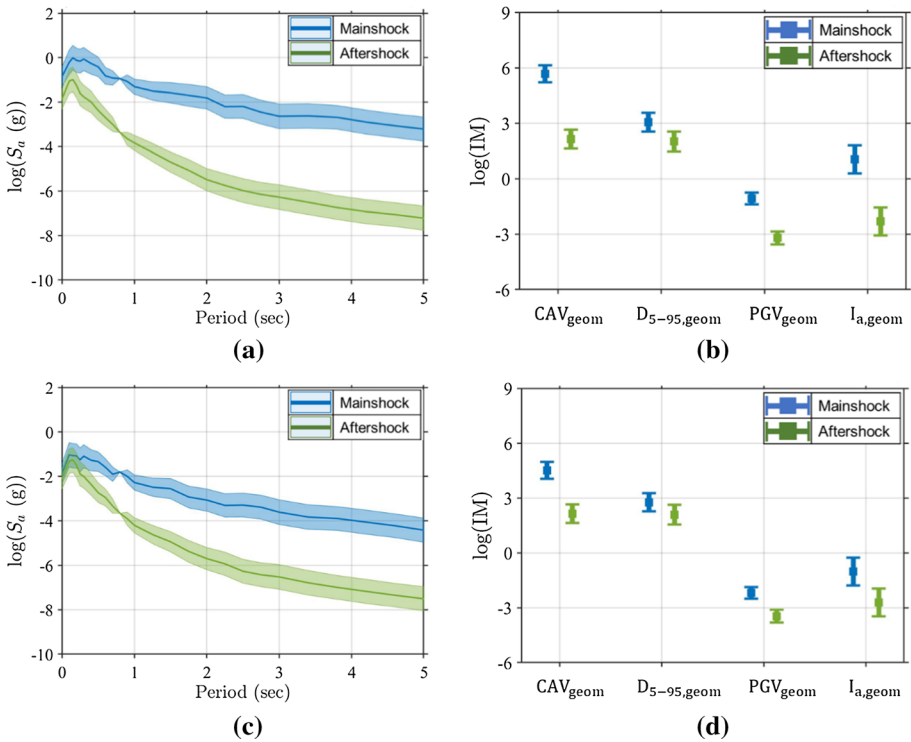 2
0
-2
-4
-6
-8
-10
log(Sₐ (g))
Mainshock
Aftershock
0 1 2 3 4 5
Period (sec)
(a)
9
6
3
0
-3
-6
log(IM)
Mainshock
Aftershock
CAVgeom D5−95,geom PGVgeom Ia,geom
(b)
2
0
-2
-4
-6
-8
-10
log(Sₐ (g))
Mainshock
Aftershock
0 1 2 3 4 5
Period (sec)
(c)
9
6
3
0
-3
-6
log(IM)
Mainshock
Aftershock
CAVgeom D5−95,geom PGVgeom Ia,geom
(d)